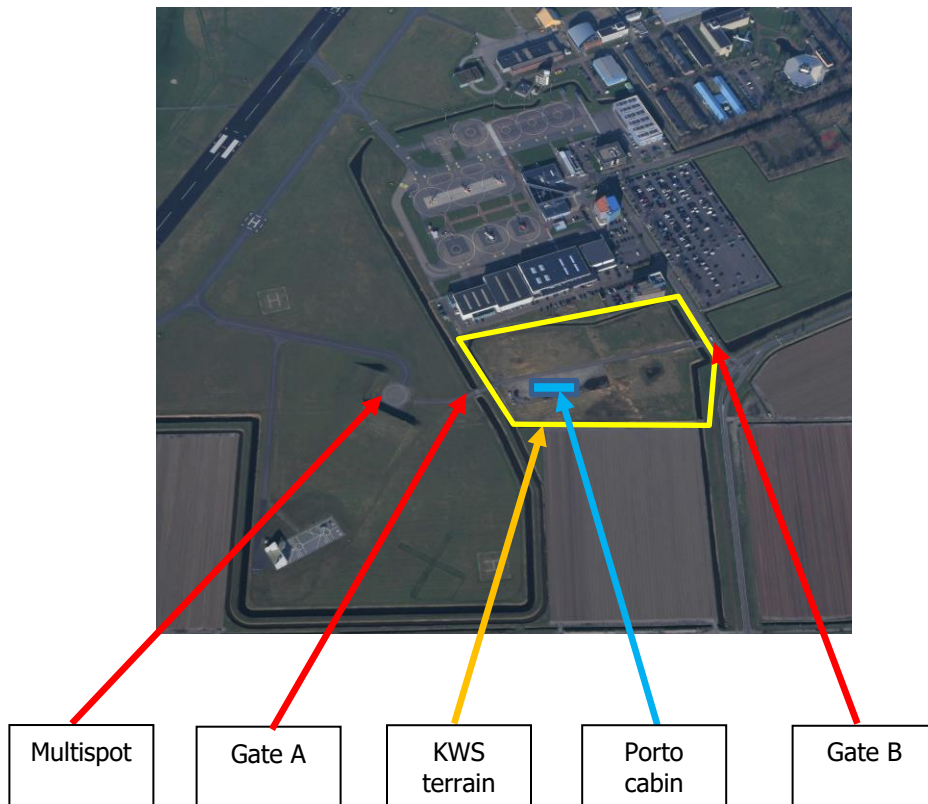 Multispot
Gate A
KWS
terrain
Porto
cabin
Gate B